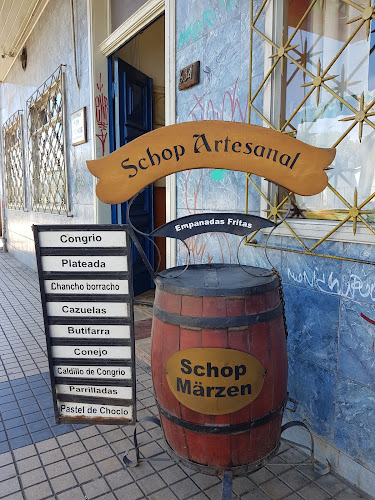 Schop Artesanal
Empanadas Fritas
Congrio
Plateada
Chancho borracho
Cazuelas
Butifarra
Conejo
Caldillo de Congrio
Parrilladas
Pastel de Choclo
Schop
Märzen